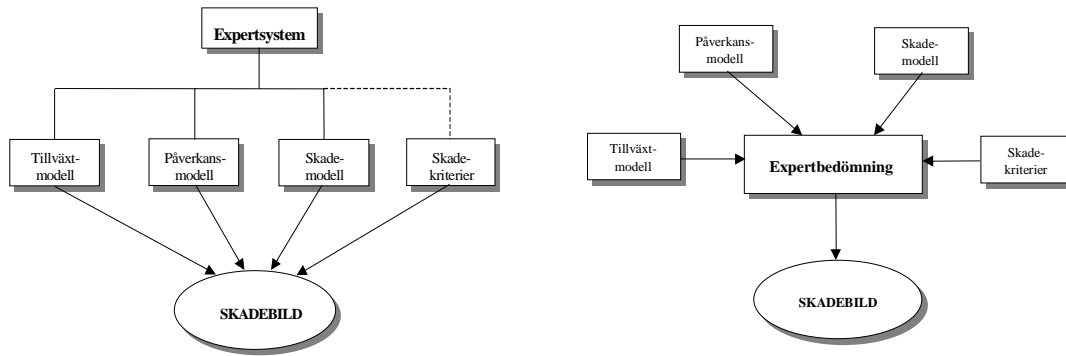 Expertsystem
Tillväxt-
modell
Påverkans-
modell
Skade-
modell
Skade-
kriterier
SKADEBILD
Påverkans-
modell
Skade-
modell
Tillväxt-
modell
Expertbedömning
Skade-
kriterier
SKADEBILD